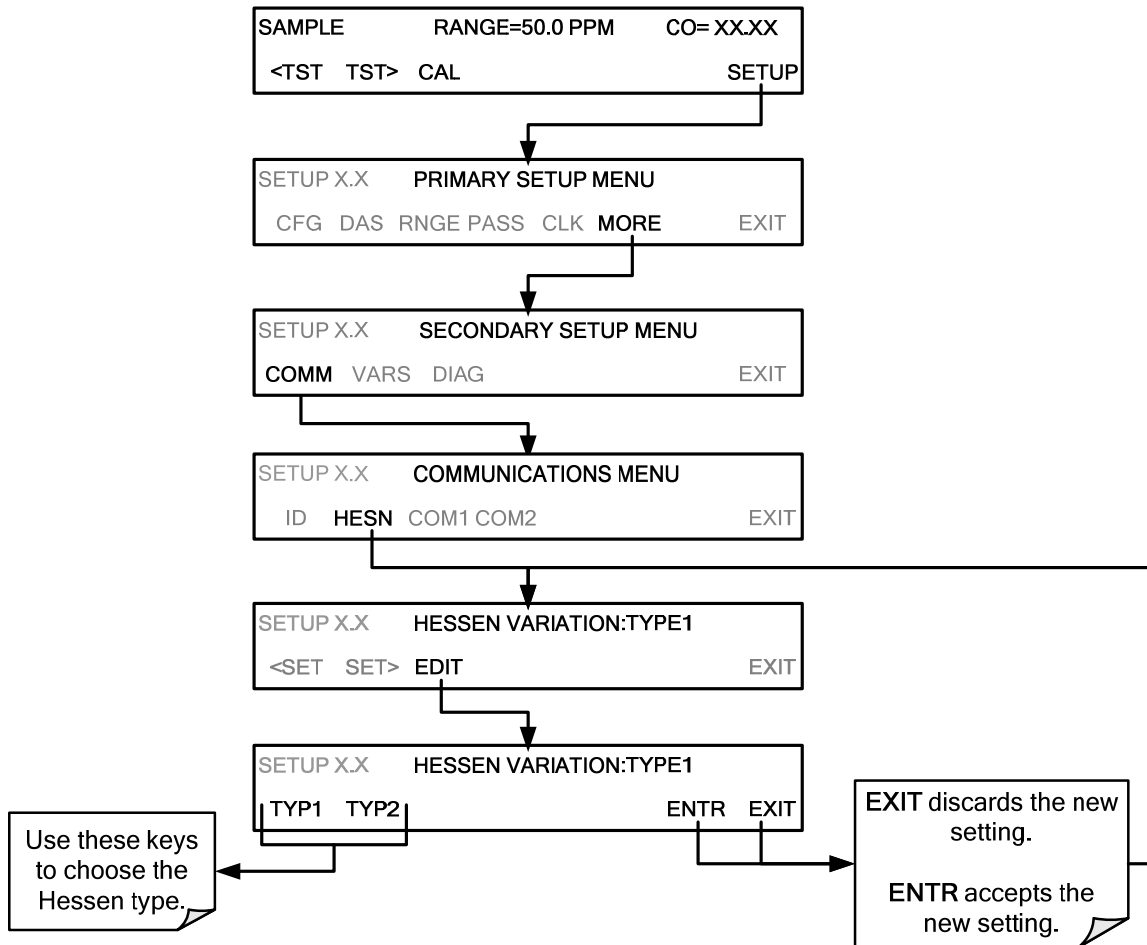 SAMPLE RANGE=50.0 PPM CO= XX.XX
<TST TST> CAL SETUP
SETUP X.X PRIMARY SETUP MENU
CFG DAS RNGE PASS CLK MORE EXIT
SETUP X.X SECONDARY SETUP MENU
COMM VARS DIAG EXIT
SETUP X.X COMMUNICATIONS MENU
ID HESN COM1 COM2 EXIT
SETUP X.X HESSEN VARIATION:TYPE1
<SET SET> EDIT EXIT
SETUP X.X HESSEN VARIATION:TYPE1
TYP1 TYP2 ENTR EXIT
Use these keys
to choose the
Hessen type.
EXIT discards the new
setting.
ENTR accepts the
new setting.